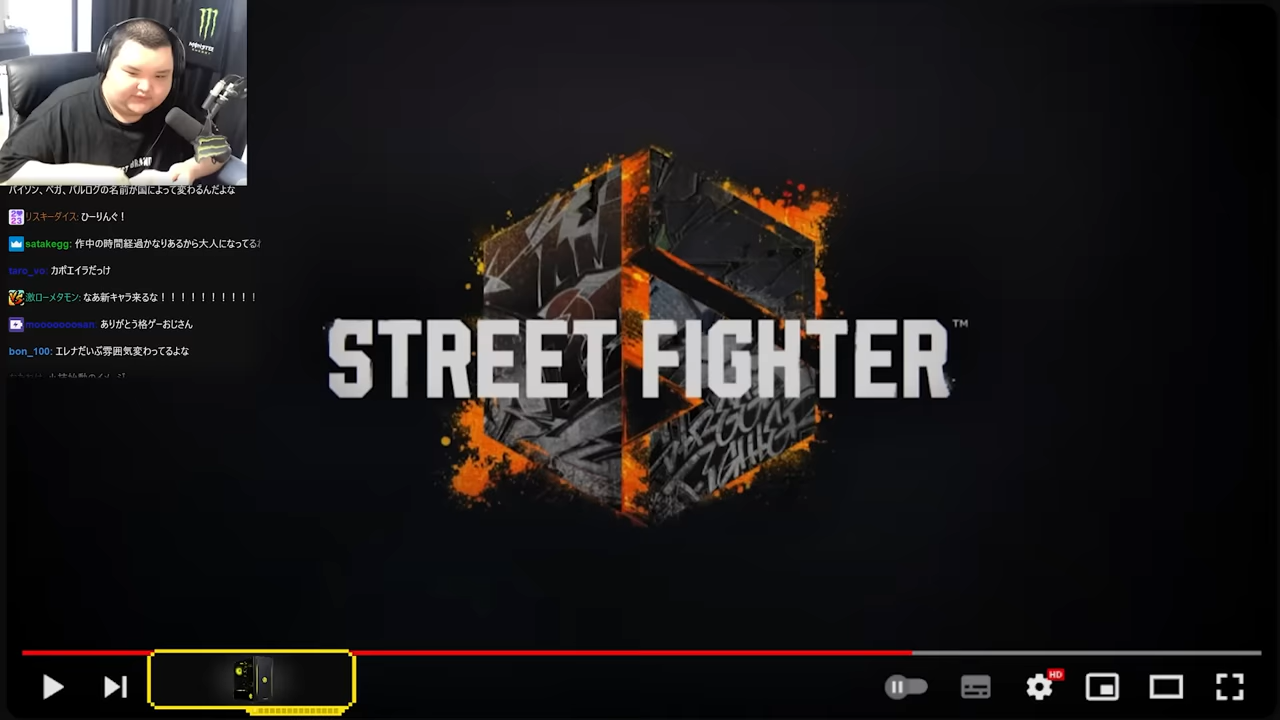 MONSTER
ENERGY
バイソン、ベガ、バルログの名前が国によって変わるんだよな
リスキーダイス: ひーりんぐ！
satakegg: 作中の時間経過かなりあるから大人になってる
taro_vo: カポエイラだっけ
激ローメタモン: なあ新キャラ来るな！！！！！！！！！！
mooooooosan: ありがとう格ゲーおじさん
bon_100: エレナだいぶ雰囲気変わってるよな
STREET FIGHTER™
HD